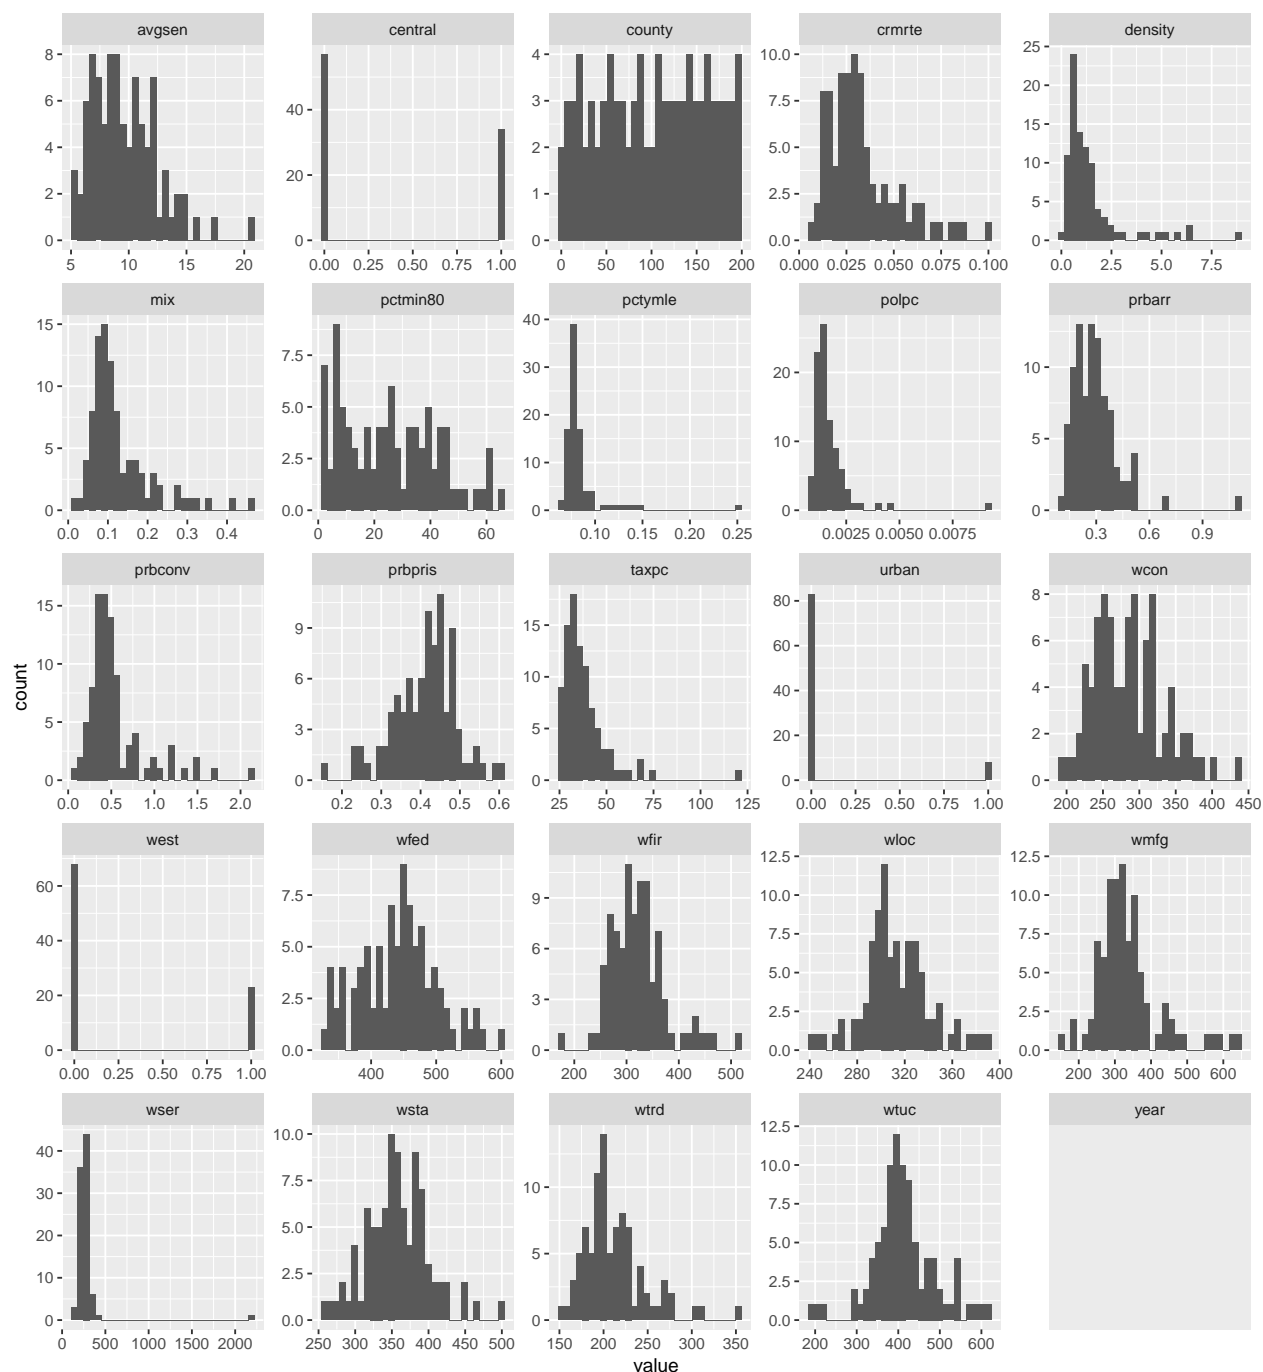 avgsen central county crmrte density
8 6 4 2 0
5 10 15 20
40 20 0
0.00 0.25 0.50 0.75 1.00
4 3 2 1 0
0 50 100 150 200
10.0 7.5 5.0 2.5 0.0
0.000 0.025 0.050 0.075 0.100
25 20 15 10 5 0
0.0 2.5 5.0 7.5
mix pctmin80 pctymle polpc prbarr
15 10 5 0
0.0 0.1 0.2 0.3 0.4
7.5 5.0 2.5 0.0
0 20 40 60
40 30 20 10 0
0.10 0.15 0.20 0.25
20 10 0
0.0025 0.0050 0.0075
10 5 0
0.3 0.6 0.9
prbconv prbpris taxpc urban wcon
15 10 5 0
0.0 0.5 1.0 1.5 2.0
9 6 3 0
0.2 0.3 0.4 0.5 0.6
15 10 5 0
25 50 75 100 125
80 60 40 20 0
0.00 0.25 0.50 0.75 1.00
8 6 4 2 0
200 250 300 350 400 450
count
west wfed wfir wloc wmfg
60 40 20 0
0.00 0.25 0.50 0.75 1.00
7.5 5.0 2.5 0.0
400 500 600
9 6 3 0
200 300 400 500
12.5 10.0 7.5 5.0 2.5 0.0
240 280 320 360 400
12.5 10.0 7.5 5.0 2.5 0.0
200 300 400 500 600
wser wsta wtrd wtuc year
40 30 20 10 0
0 500 1000 1500 2000
10.0 7.5 5.0 2.5 0.0
250 300 350 400 450 500
10 5 0
150 200 250 300 350
12.5 10.0 7.5 5.0 2.5 0.0
200 300 400 500 600
value